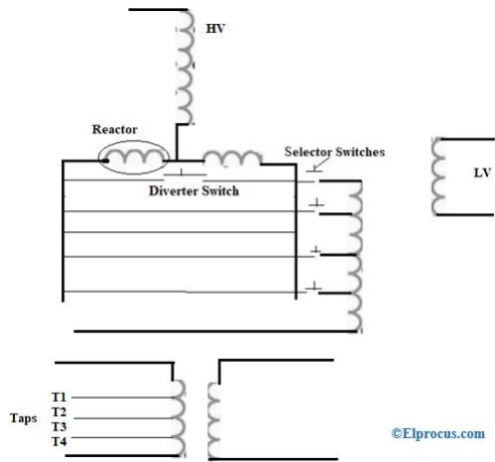 HV
Reactor
Selector Switches
Diverter Switch
LV
T1
T2
Taps
T3
T4
©Elprocus.com